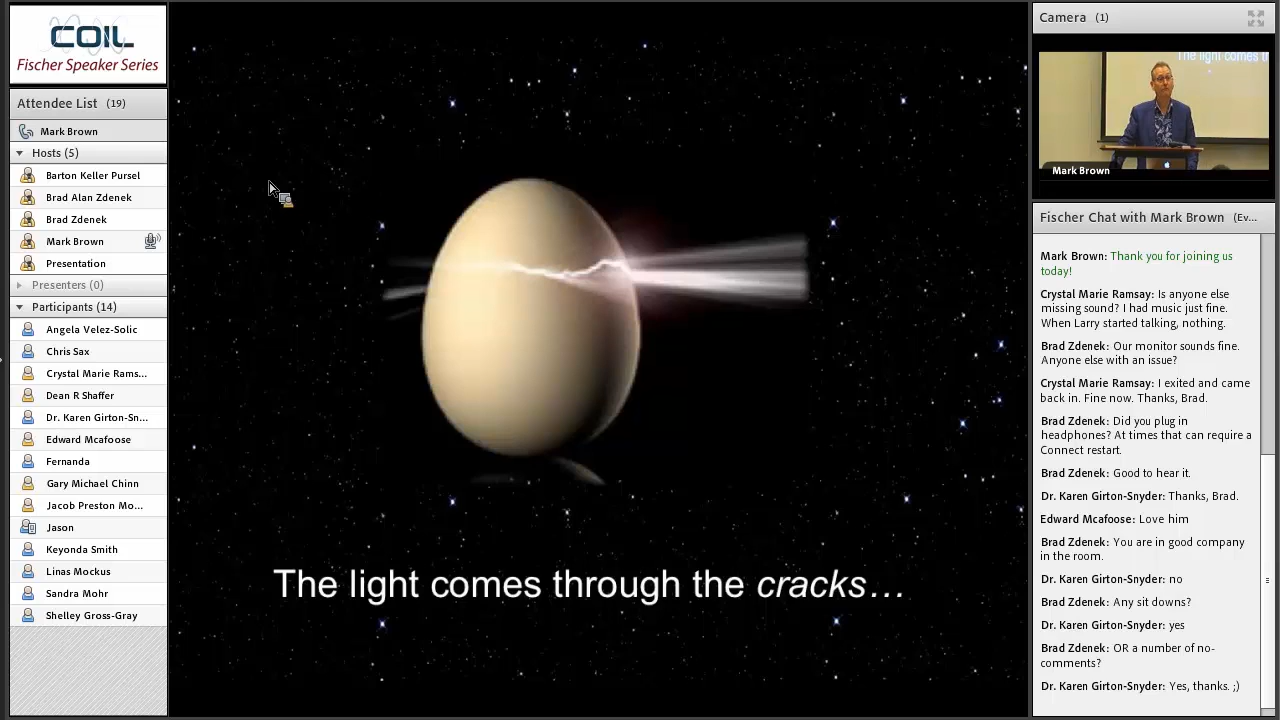 COIL
Fischer Speaker Series
Attendee List (19)
Mark Brown
Hosts (5)
Barton Keller Pursel
Brad Alan Zdenek
Brad Zdenek
Mark Brown
Presentation
Presenters (0)
Participants (14)
Angela Velez-Solic
Chris Sax
Crystal Marie Rams...
Dean R Shaffer
Dr. Karen Girton-Sn...
Edward Mcafoose
Fernanda
Gary Michael Chinn
Jacob Preston Mo...
Jason
Keyonda Smith
Linas Mockus
Sandra Mohr
Shelley Gross-Gray
The light comes through the cracks...
Camera (1)
The light comes t
Mark Brown
Fischer Chat with Mark Brown (Ev...
Mark Brown: Thank you for joining us
today!
Crystal Marie Ramsay: Is anyone else
missing sound? I had music just fine.
When Larry started talking, nothing.
Brad Zdenek: Our monitor sounds fine.
Anyone else with an issue?
Crystal Marie Ramsay: I exited and came
back in. Fine now. Thanks, Brad.
Brad Zdenek: Did you plug in
headphones? At times that can require a
Connect restart.
Brad Zdenek: Good to hear it.
Dr. Karen Girton-Snyder: Thanks, Brad.
Edward Mcafoose: Love him
Brad Zdenek: You are in good company
in the room.
Dr. Karen Girton-Snyder: no
Brad Zdenek: Any sit downs?
Dr. Karen Girton-Snyder: yes
Brad Zdenek: OR a number of no-
comments?
Dr. Karen Girton-Snyder: Yes, thanks. ;)